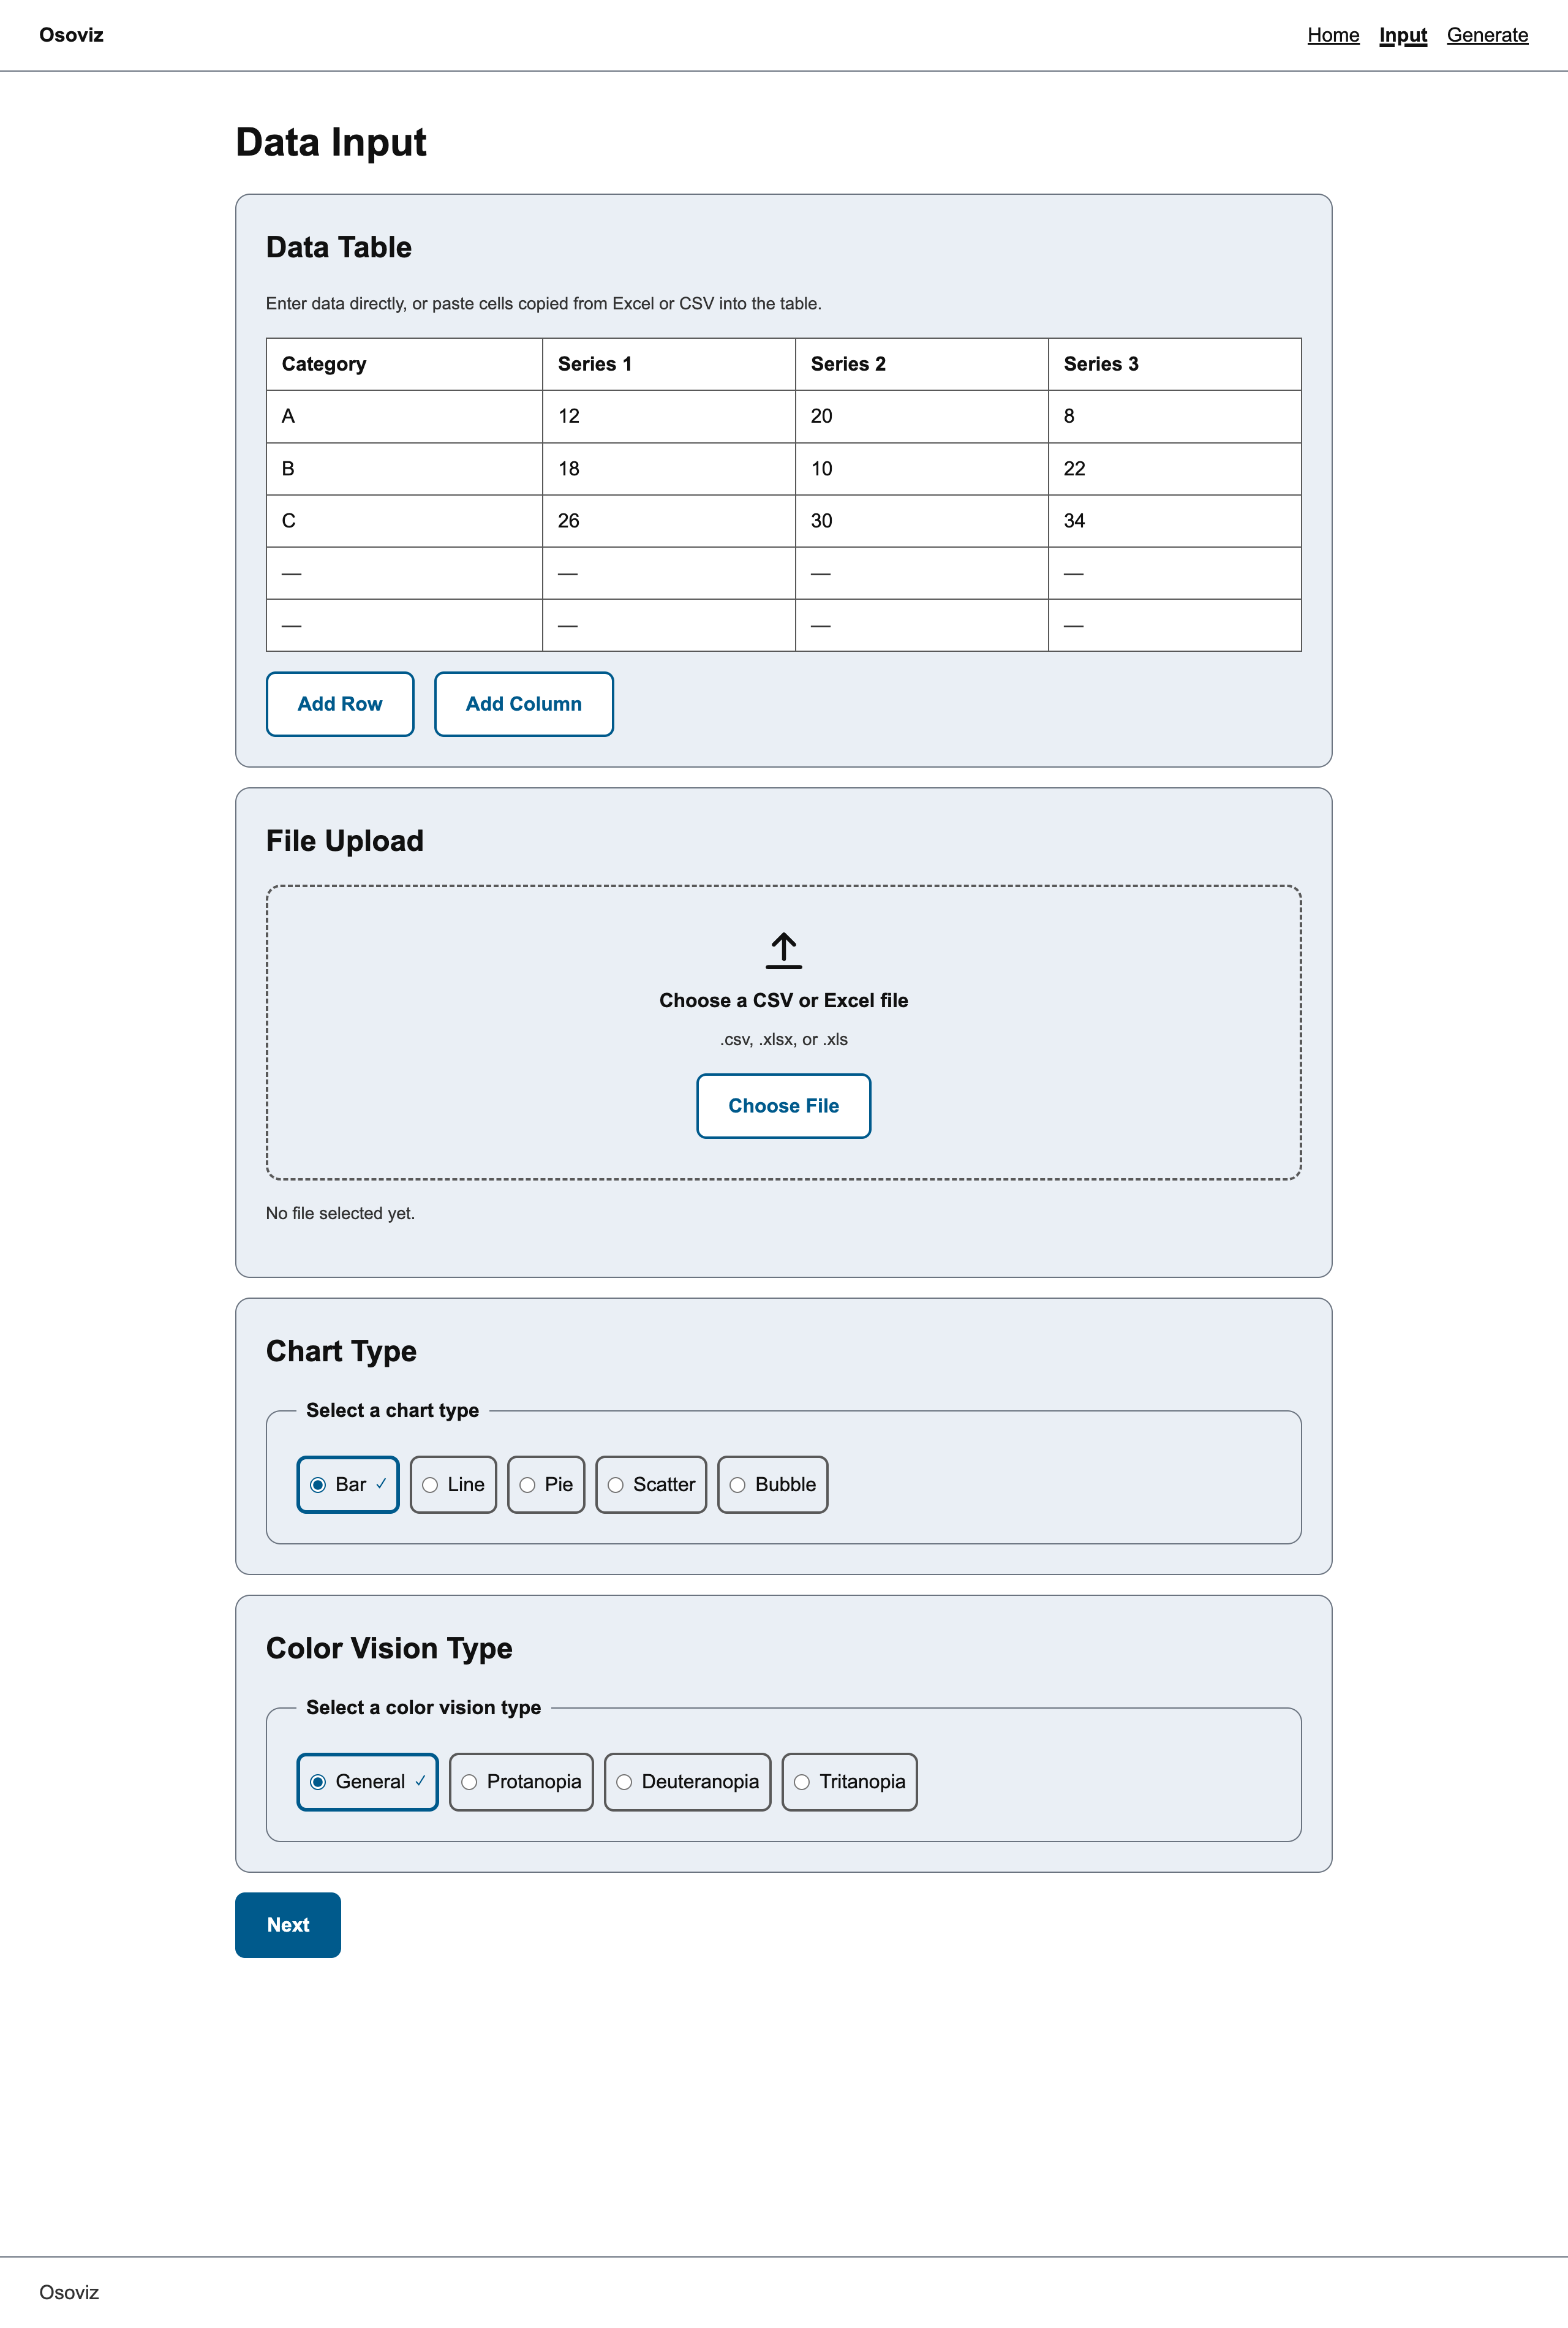 Osoviz
Home Input Generate
Data Input
Data Table
Enter data directly, or paste cells copied from Excel or CSV into the table.
Category Series 1 Series 2 Series 3
A 12 20 8
B 18 10 22
C 26 30 34
— — — —
— — — —
Add Row Add Column
File Upload
Choose a CSV or Excel file
.csv, .xlsx, or .xls
Choose File
No file selected yet.
Chart Type
Select a chart type
Bar ✓ Line Pie Scatter Bubble
Color Vision Type
Select a color vision type
General ✓ Protanopia Deuteranopia Tritanopia
Next
Osoviz